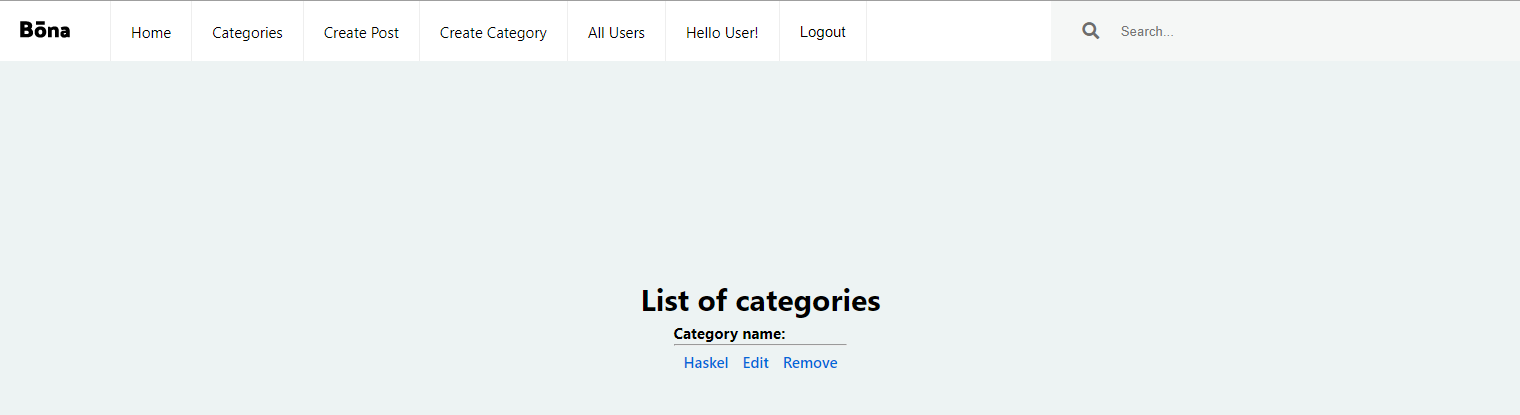 Bōna Home Categories Create Post Create Category All Users Hello User! Logout Search...
List of categories
Category name:
Haskel Edit Remove